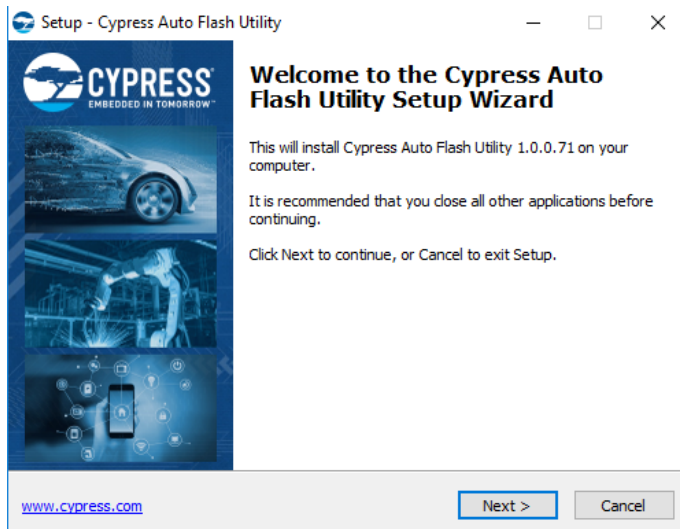 Setup - Cypress Auto Flash Utility
CYPRESS
EMBEDDED IN TOMORROW™
Welcome to the Cypress Auto
Flash Utility Setup Wizard
This will install Cypress Auto Flash Utility 1.0.0.71 on your
computer.
It is recommended that you close all other applications before
continuing.
Click Next to continue, or Cancel to exit Setup.
www.cypress.com
Next >
Cancel